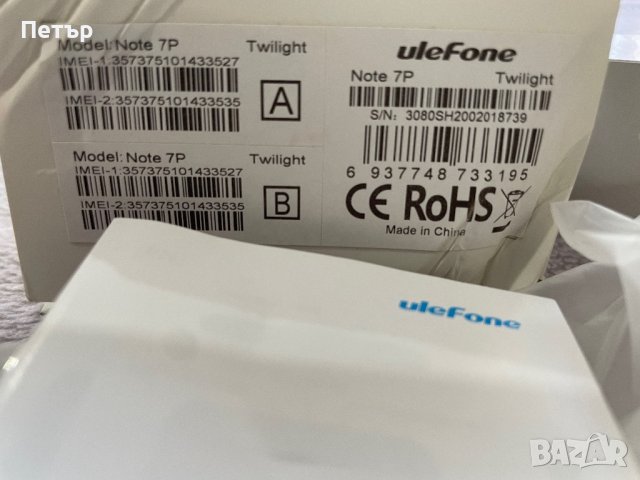 Петър
Model: Note 7P Twilight
IMEI-1:357375101433527
IMEI-2:357375101433535
A
Model: Note 7P Twilight
IMEI-1:357375101433527
IMEI-2:357375101433535
B
uleFone
Note 7P Twilight
S/N: 3080SH2002018739
6 937748 733195
CE RoHS
Made in China
uleFone
BAZAR